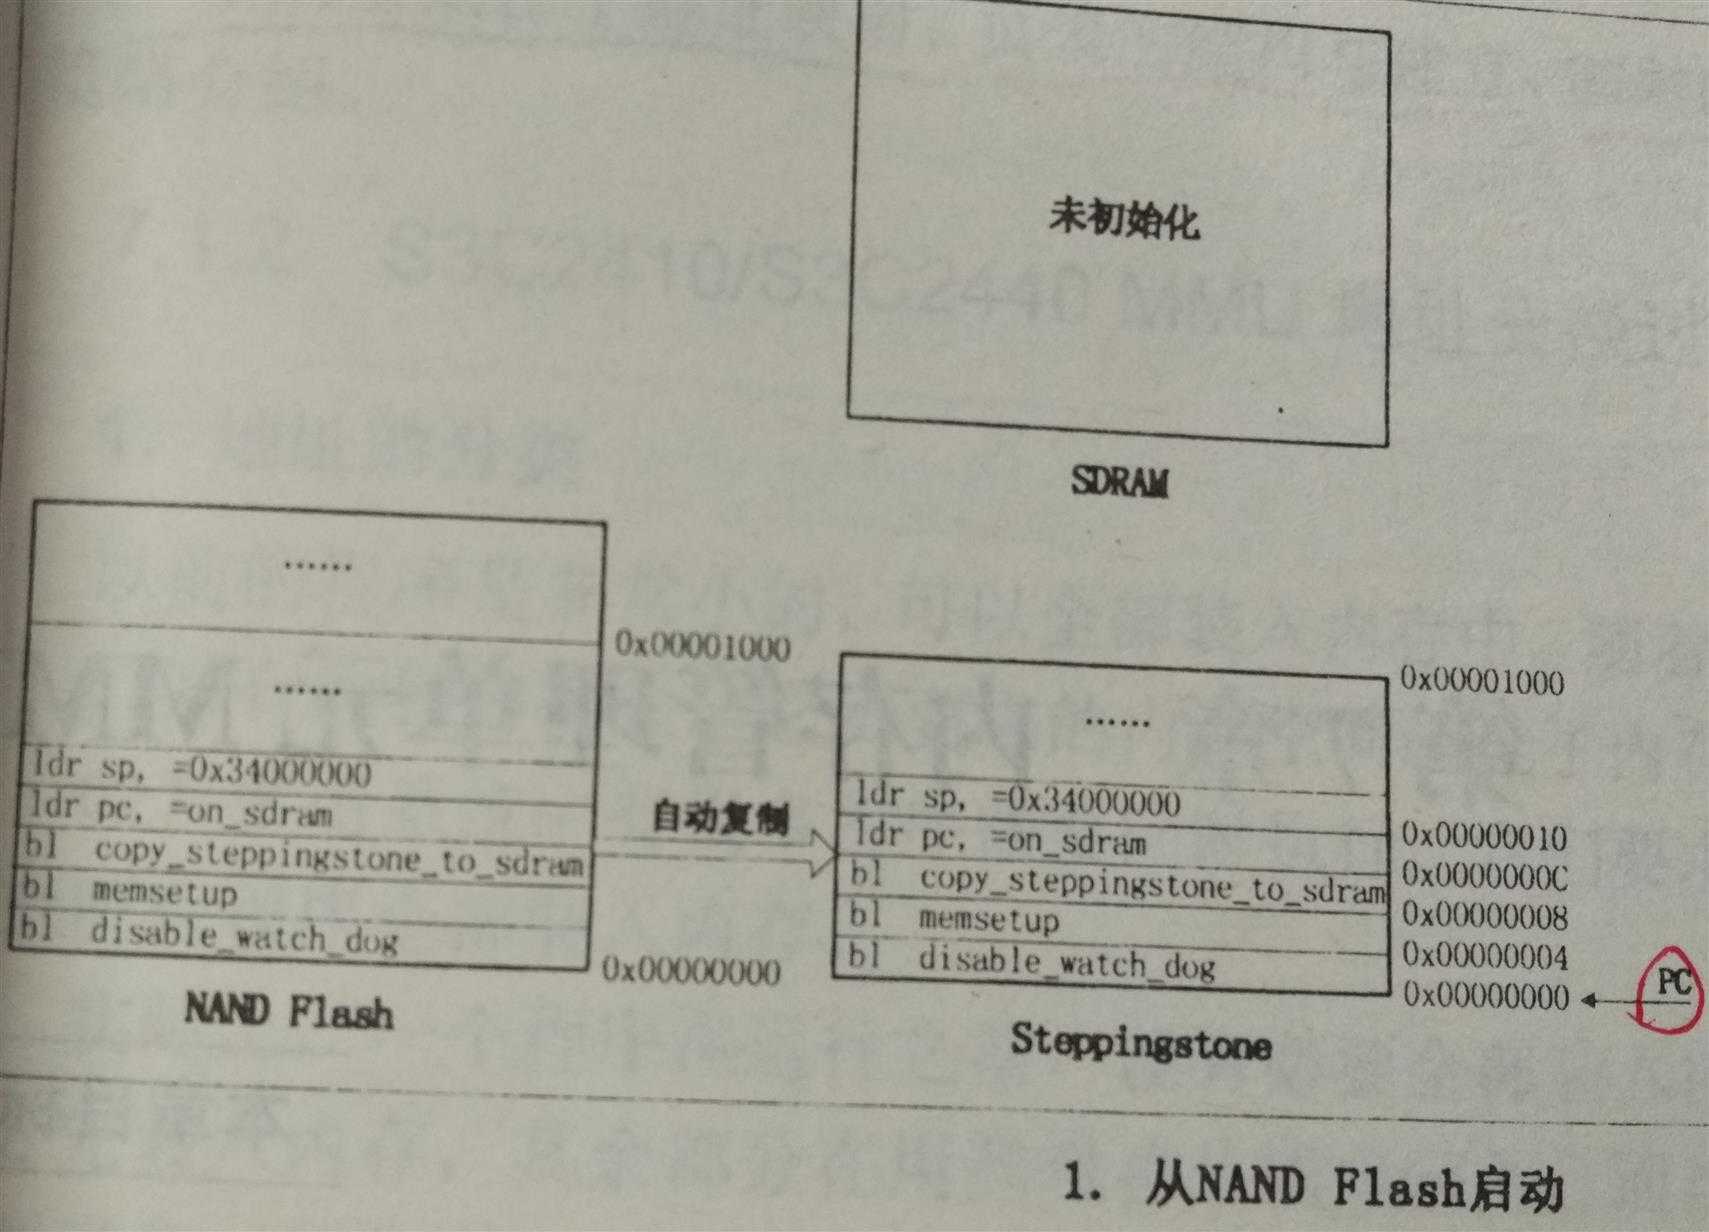 未初始化
SDRAM
......
0x00001000
......
ldr sp, =0x34000000
ldr pc, =on_sdram
bl copy_steppingstone_to_sdram
bl memsetup
bl disable_watch_dog
0x00000000
NAND Flash
自动复制
0x00001000
......
ldr sp, =0x34000000
ldr pc, =on_sdram
0x00000010
bl copy_steppingstone_to_sdram
0x0000000C
bl memsetup
0x00000008
bl disable_watch_dog
0x00000004
0x00000000
PC
Steppingstone
1. 从NAND Flash启动